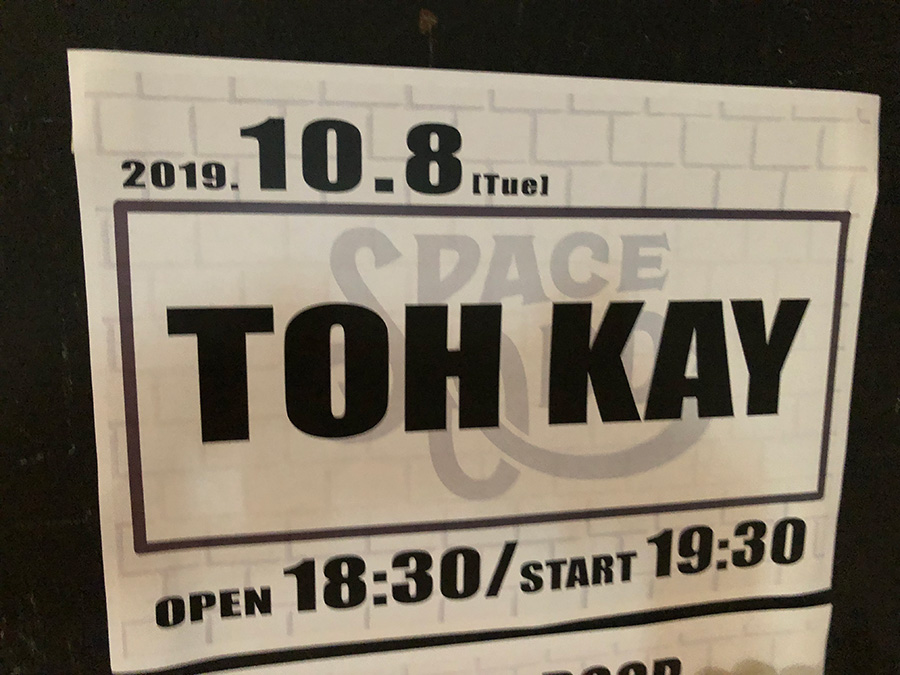 2019.10.8[Tue]
SPACE
TOH KAY
OPEN 18:30/START 19:30